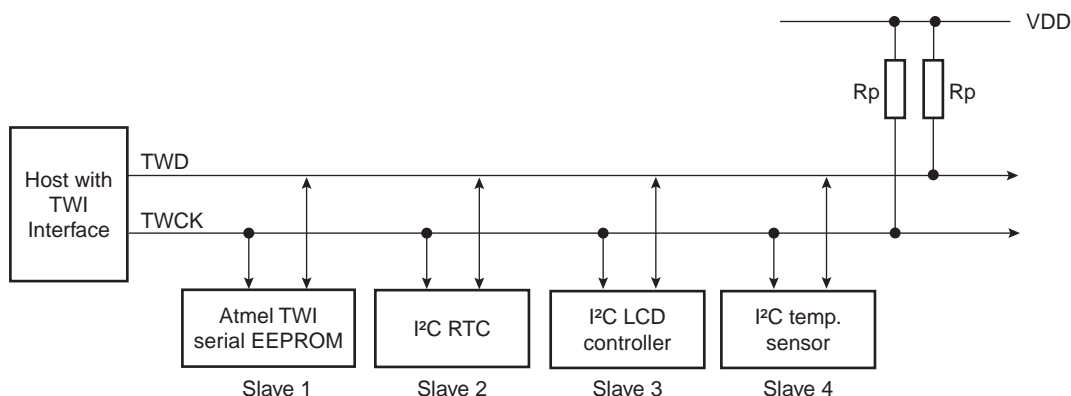 VDD
Rp
Rp
Host with
TWI
Interface
TWD
TWCK
Atmel TWI
serial EEPROM
I²C RTC
I²C LCD
controller
I²C temp.
sensor
Slave 1
Slave 2
Slave 3
Slave 4